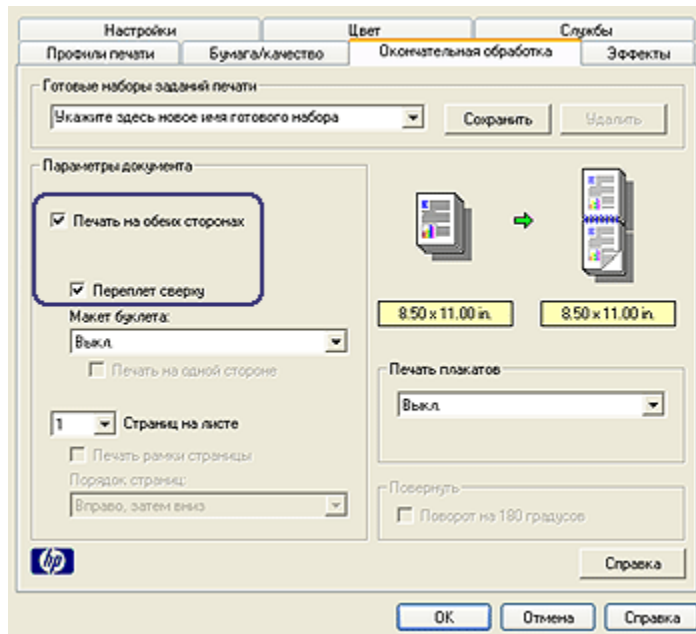 Настройки Цвет Службы
Профили печати Бумага/качество Окончательная обработка Эффекты
Готовые наборы заданий печати
Укажите здесь новое имя готового набора Сохранить Удалить
Параметры документа
Печать на обеих сторонах
Переплет сверху
8.50 x 11.00 in. 8.50 x 11.00 in.
Макет буклета:
Выкл.
Печать на одной стороне
Печать плакатов
Выкл.
1 Страниц на листе
Печать рамки страницы
Порядок страниц:
Вправо, затем вниз
Повернуть
Поворот на 180 градусов
hp
Справка
OK Отмена Справка